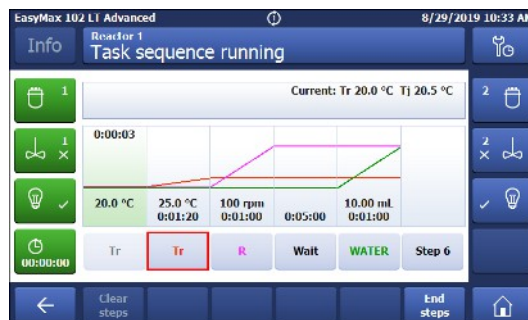 EasyMax 102 LT Advanced 8/29/2019 10:33 AM
Info
Reactor 1
Task sequence running
1
Current: Tr 20.0 °C Tj 20.5 °C
2
1
0:00:03
2
20.0 °C 25.0 °C 100 rpm 10.00 mL
0:01:20 0:01:00 0:05:00 0:01:00
00:00:00
Tr Tr R Wait WATER Step 6
Clear steps
End steps